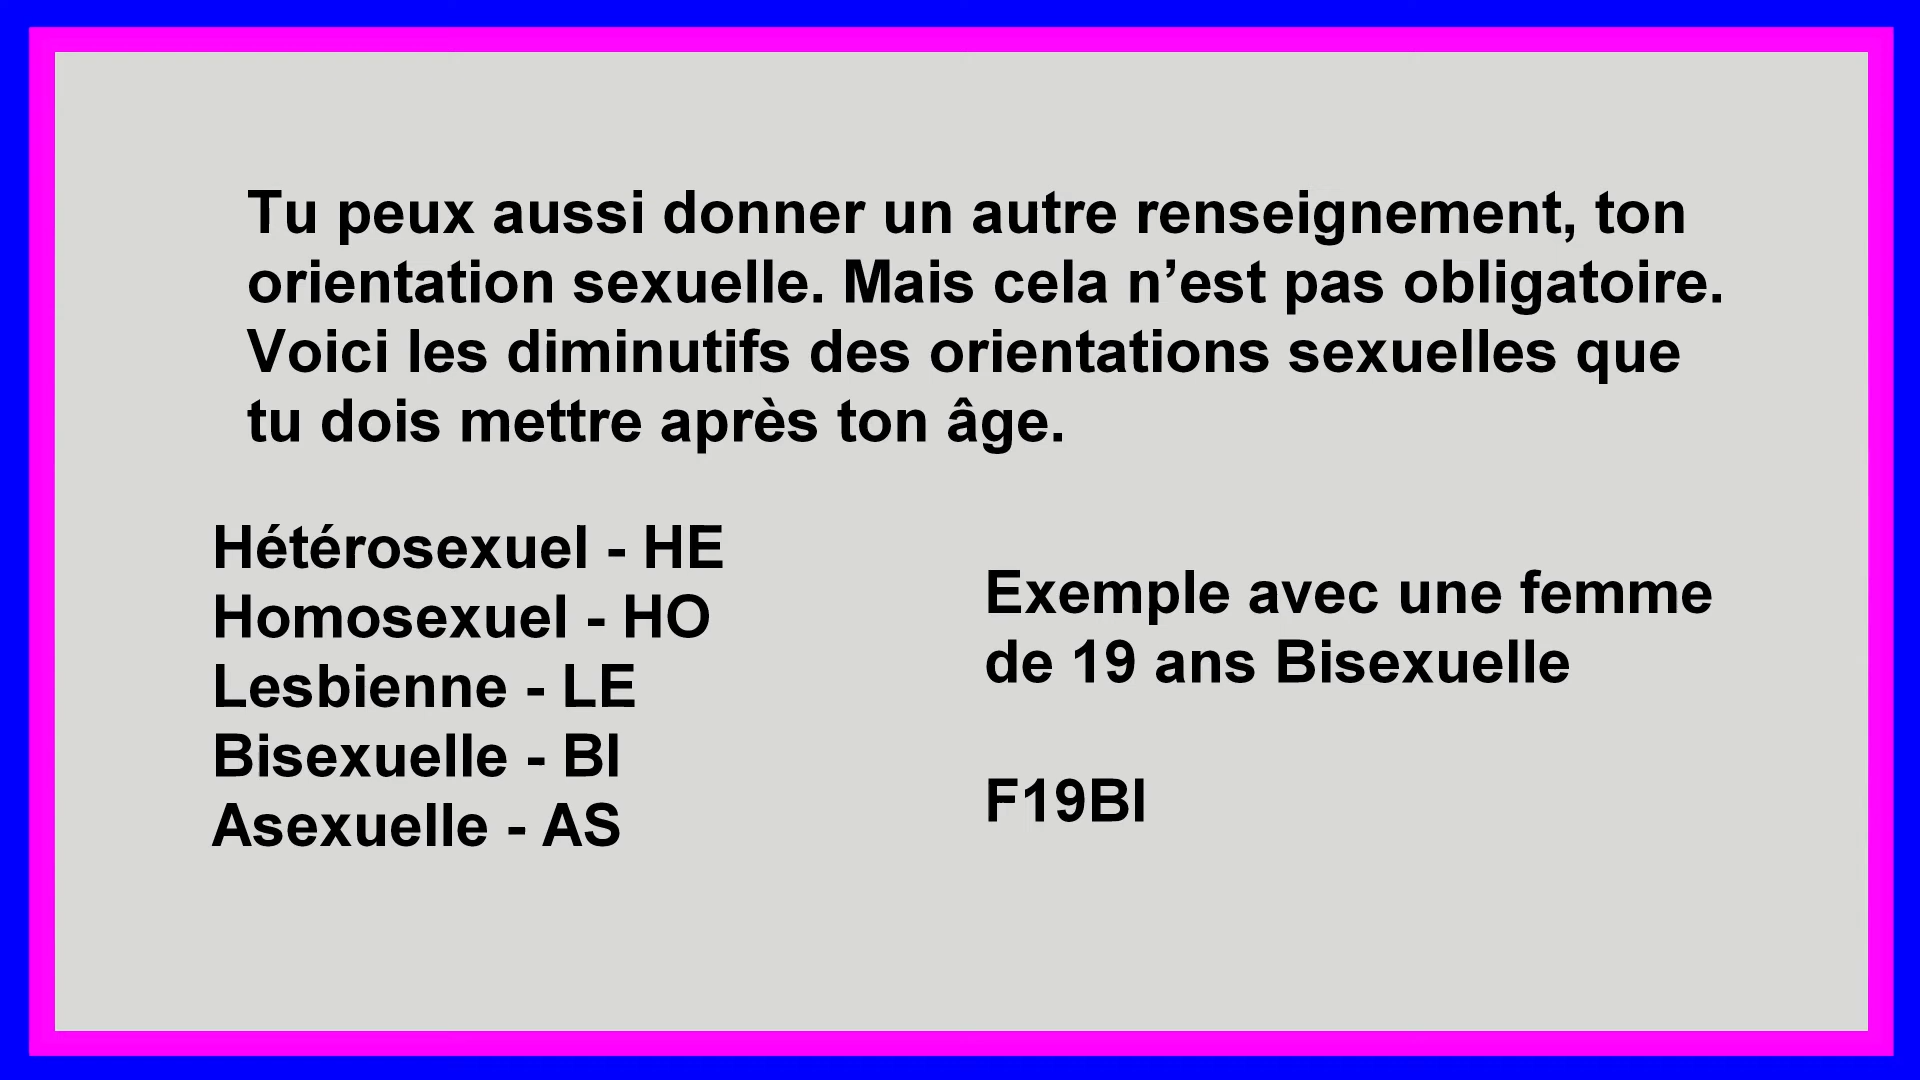 Tu peux aussi donner un autre renseignement, ton
orientation sexuelle. Mais cela n’est pas obligatoire.
Voici les diminutifs des orientations sexuelles que
tu dois mettre après ton âge.
Hétérosexuel - HE
Homosexuel - HO
Lesbienne - LE
Bisexuelle - BI
Asexuelle - AS
Exemple avec une femme
de 19 ans Bisexuelle
F19BI